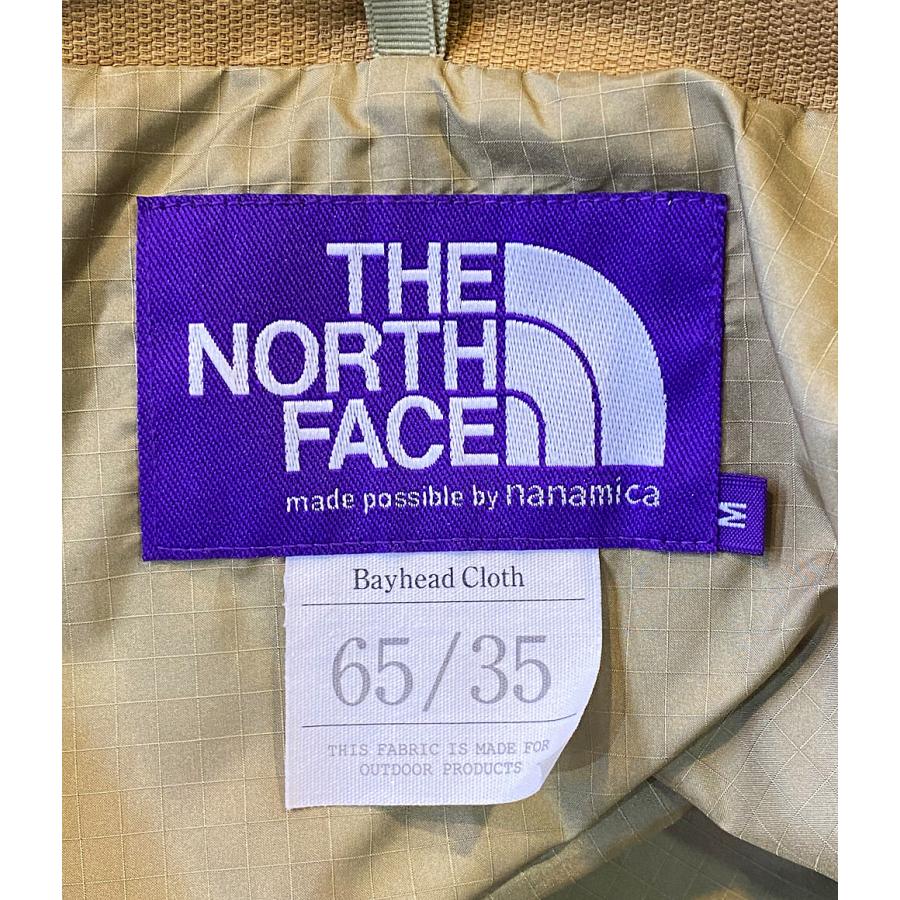 THE
NORTH
FACE
made possible by nanamica
M
Bayhead Cloth
65/35
THIS FABRIC IS MADE FOR
OUTDOOR PRODUCTS